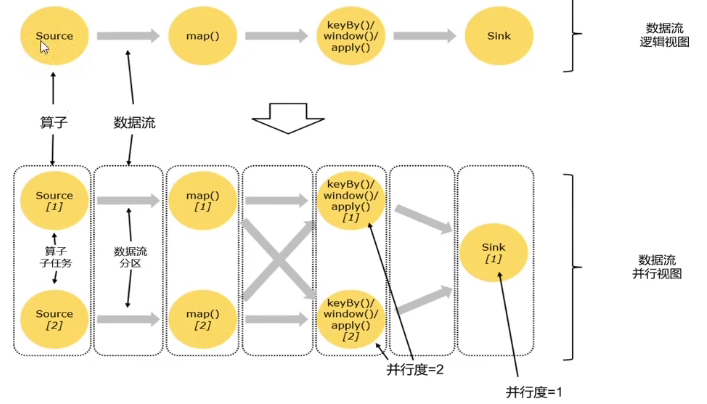 Source
map()
keyBy()/
window()/
apply()
Sink
数据流
逻辑视图
算子
数据流
Source
[1]
map()
[1]
keyBy()/
window()/
apply()
[1]
Sink
[1]
算子
子任务
数据流
分区
数据流
并行视图
Source
[2]
map()
[2]
keyBy()/
window()/
apply()
[2]
并行度=2
并行度=1